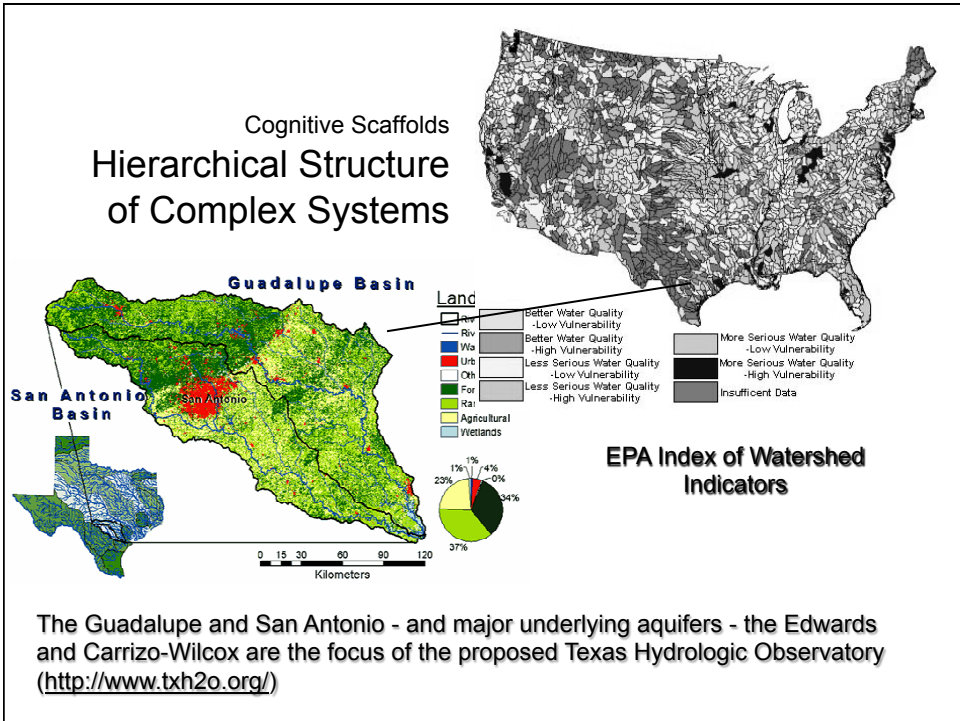 Cognitive Scaffolds
Hierarchical Structure
of Complex Systems
Guadalupe Basin
San Antonio
Basin
San Antonio
Land
Agricultural
Wetlands
Better Water Quality
-Low Vulnerability
Better Water Quality
-High Vulnerability
Less Serious Water Quality
-Low Vulnerability
Less Serious Water Quality
-High Vulnerability
More Serious Water Quality
-Low Vulnerability
More Serious Water Quality
-High Vulnerability
Insufficient Data
EPA Index of Watershed
Indicators
1%
1%
4%
0%
23%
34%
37%
0 15 30 60 90 120
Kilometers
The Guadalupe and San Antonio - and major underlying aquifers - the Edwards
and Carrizo-Wilcox are the focus of the proposed Texas Hydrologic Observatory
(http://www.txh2o.org/)